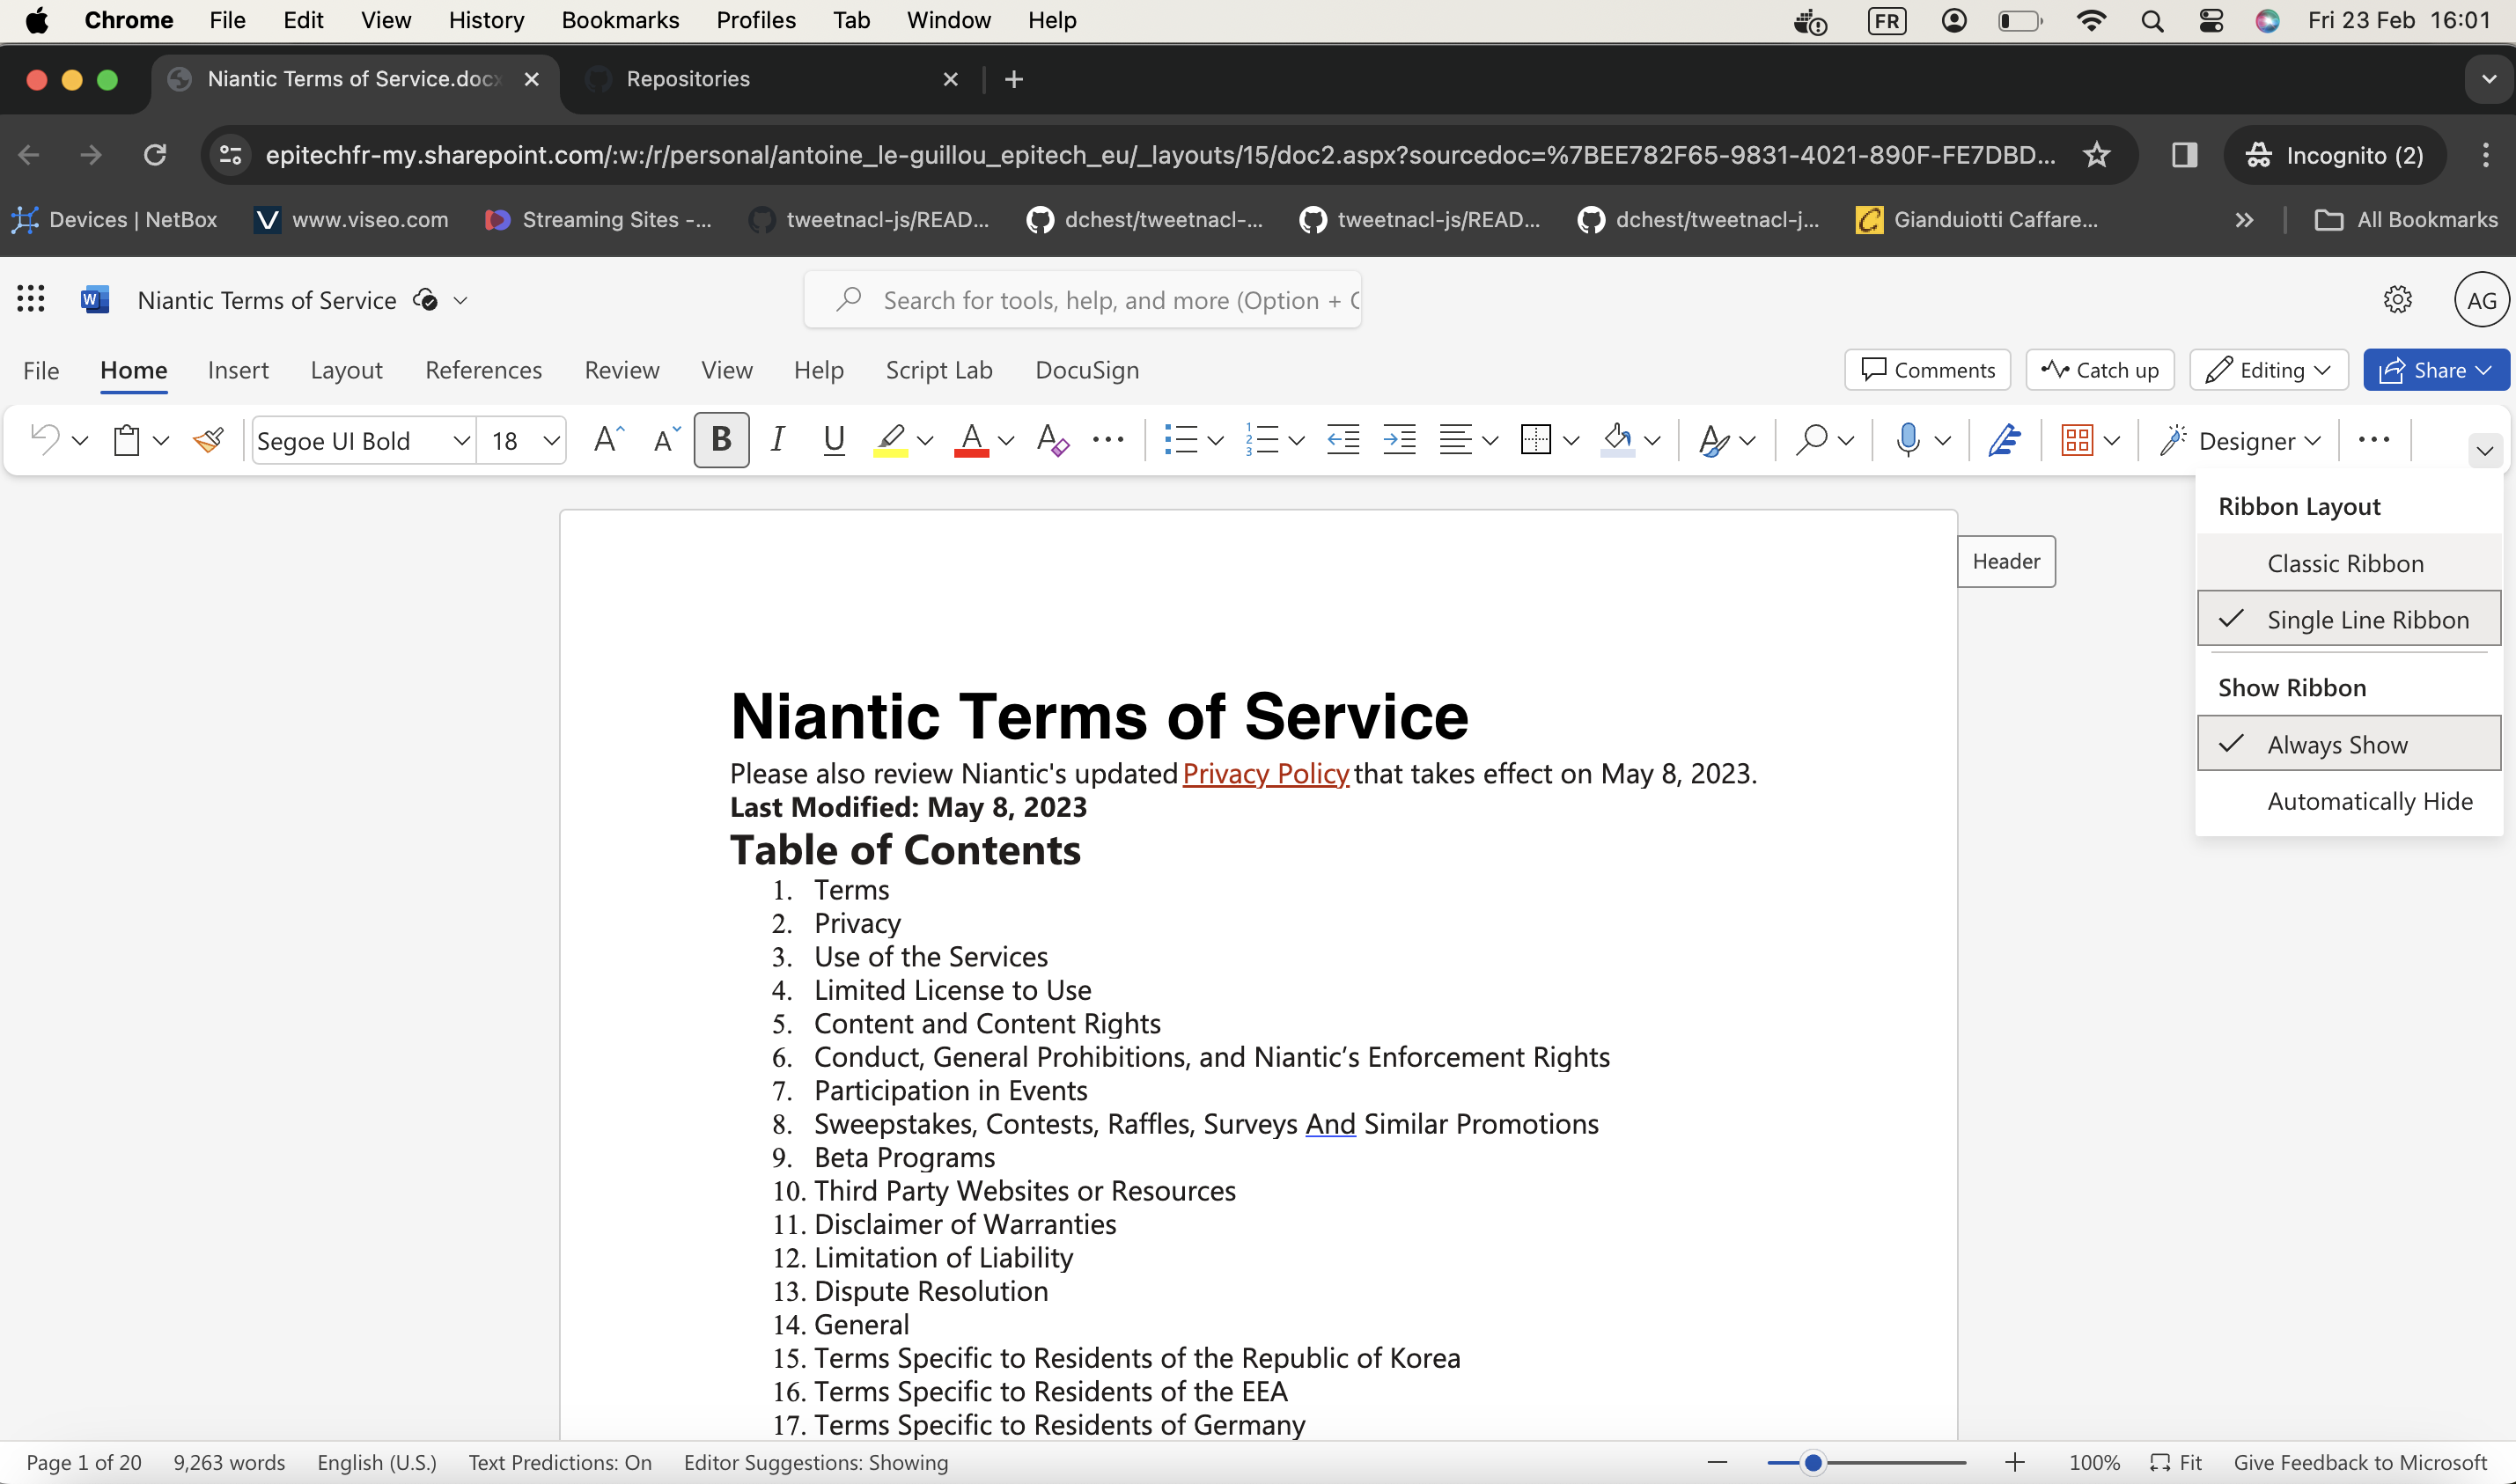 Chrome File Edit View History Bookmarks Profiles Tab Window Help FR Fri 23 Feb 16:01
Niantic Terms of Service.docx Repositories
epitechfr-my.sharepoint.com/:w:/r/personal/antoine_le-guillou_epitech_eu/_layouts/15/doc2.aspx?sourcedoc=%7BEE782F65-9831-4021-890F-FE7DBD... Incognito (2)
Devices | NetBox www.viseo.com Streaming Sites -... tweetnacl-js/READ... dchest/tweetnacl-... tweetnacl-js/READ... dchest/tweetnacl-j... Gianduiotti Caffare... All Bookmarks
Niantic Terms of Service Search for tools, help, and more (Option + AG
File Home Insert Layout References Review View Help Script Lab DocuSign Comments Catch up Editing Share
Segoe UI Bold 18 B I U Designer
Ribbon Layout
Classic Ribbon
Single Line Ribbon
Show Ribbon
Always Show
Automatically Hide
Header
Niantic Terms of Service
Please also review Niantic's updated Privacy Policy that takes effect on May 8, 2023.
Last Modified: May 8, 2023
Table of Contents
1. Terms
2. Privacy
3. Use of the Services
4. Limited License to Use
5. Content and Content Rights
6. Conduct, General Prohibitions, and Niantic’s Enforcement Rights
7. Participation in Events
8. Sweepstakes, Contests, Raffles, Surveys And Similar Promotions
9. Beta Programs
10. Third Party Websites or Resources
11. Disclaimer of Warranties
12. Limitation of Liability
13. Dispute Resolution
14. General
15. Terms Specific to Residents of the Republic of Korea
16. Terms Specific to Residents of the EEA
17. Terms Specific to Residents of Germany
Page 1 of 20 9,263 words English (U.S.) Text Predictions: On Editor Suggestions: Showing 100% Fit Give Feedback to Microsoft